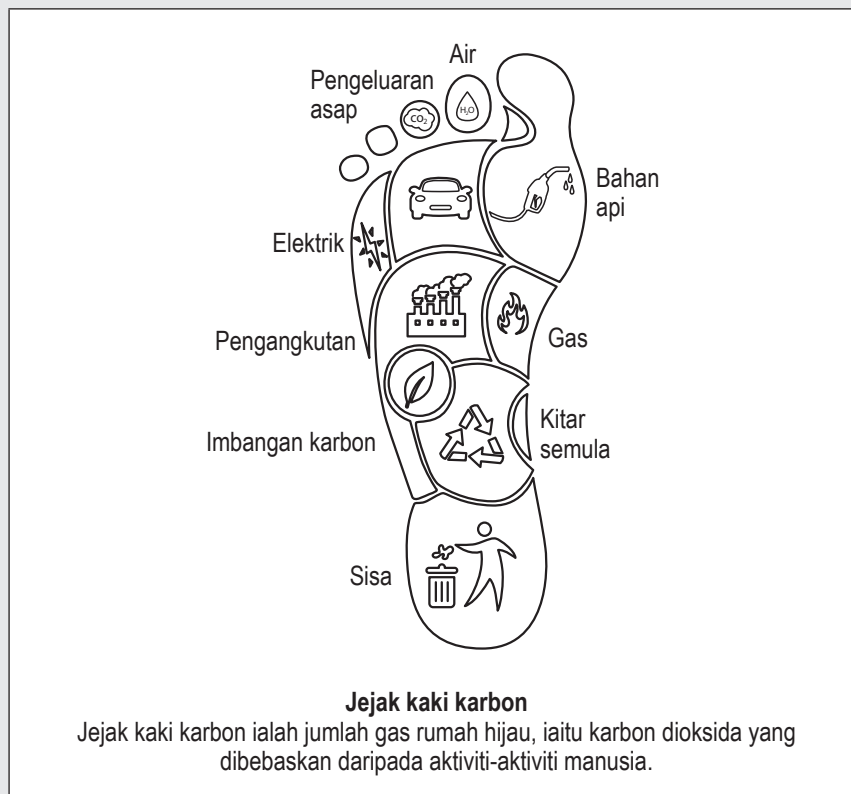 Air
Pengeluaran
asap
CO₂
H₂O
Bahan
api
Elektrik
Pengangkutan
Gas
Imbangan karbon
Kitar
semula
Sisa
Jejak kaki karbon
Jejak kaki karbon ialah jumlah gas rumah hijau, iaitu karbon dioksida yang
dibebaskan daripada aktiviti-aktiviti manusia.